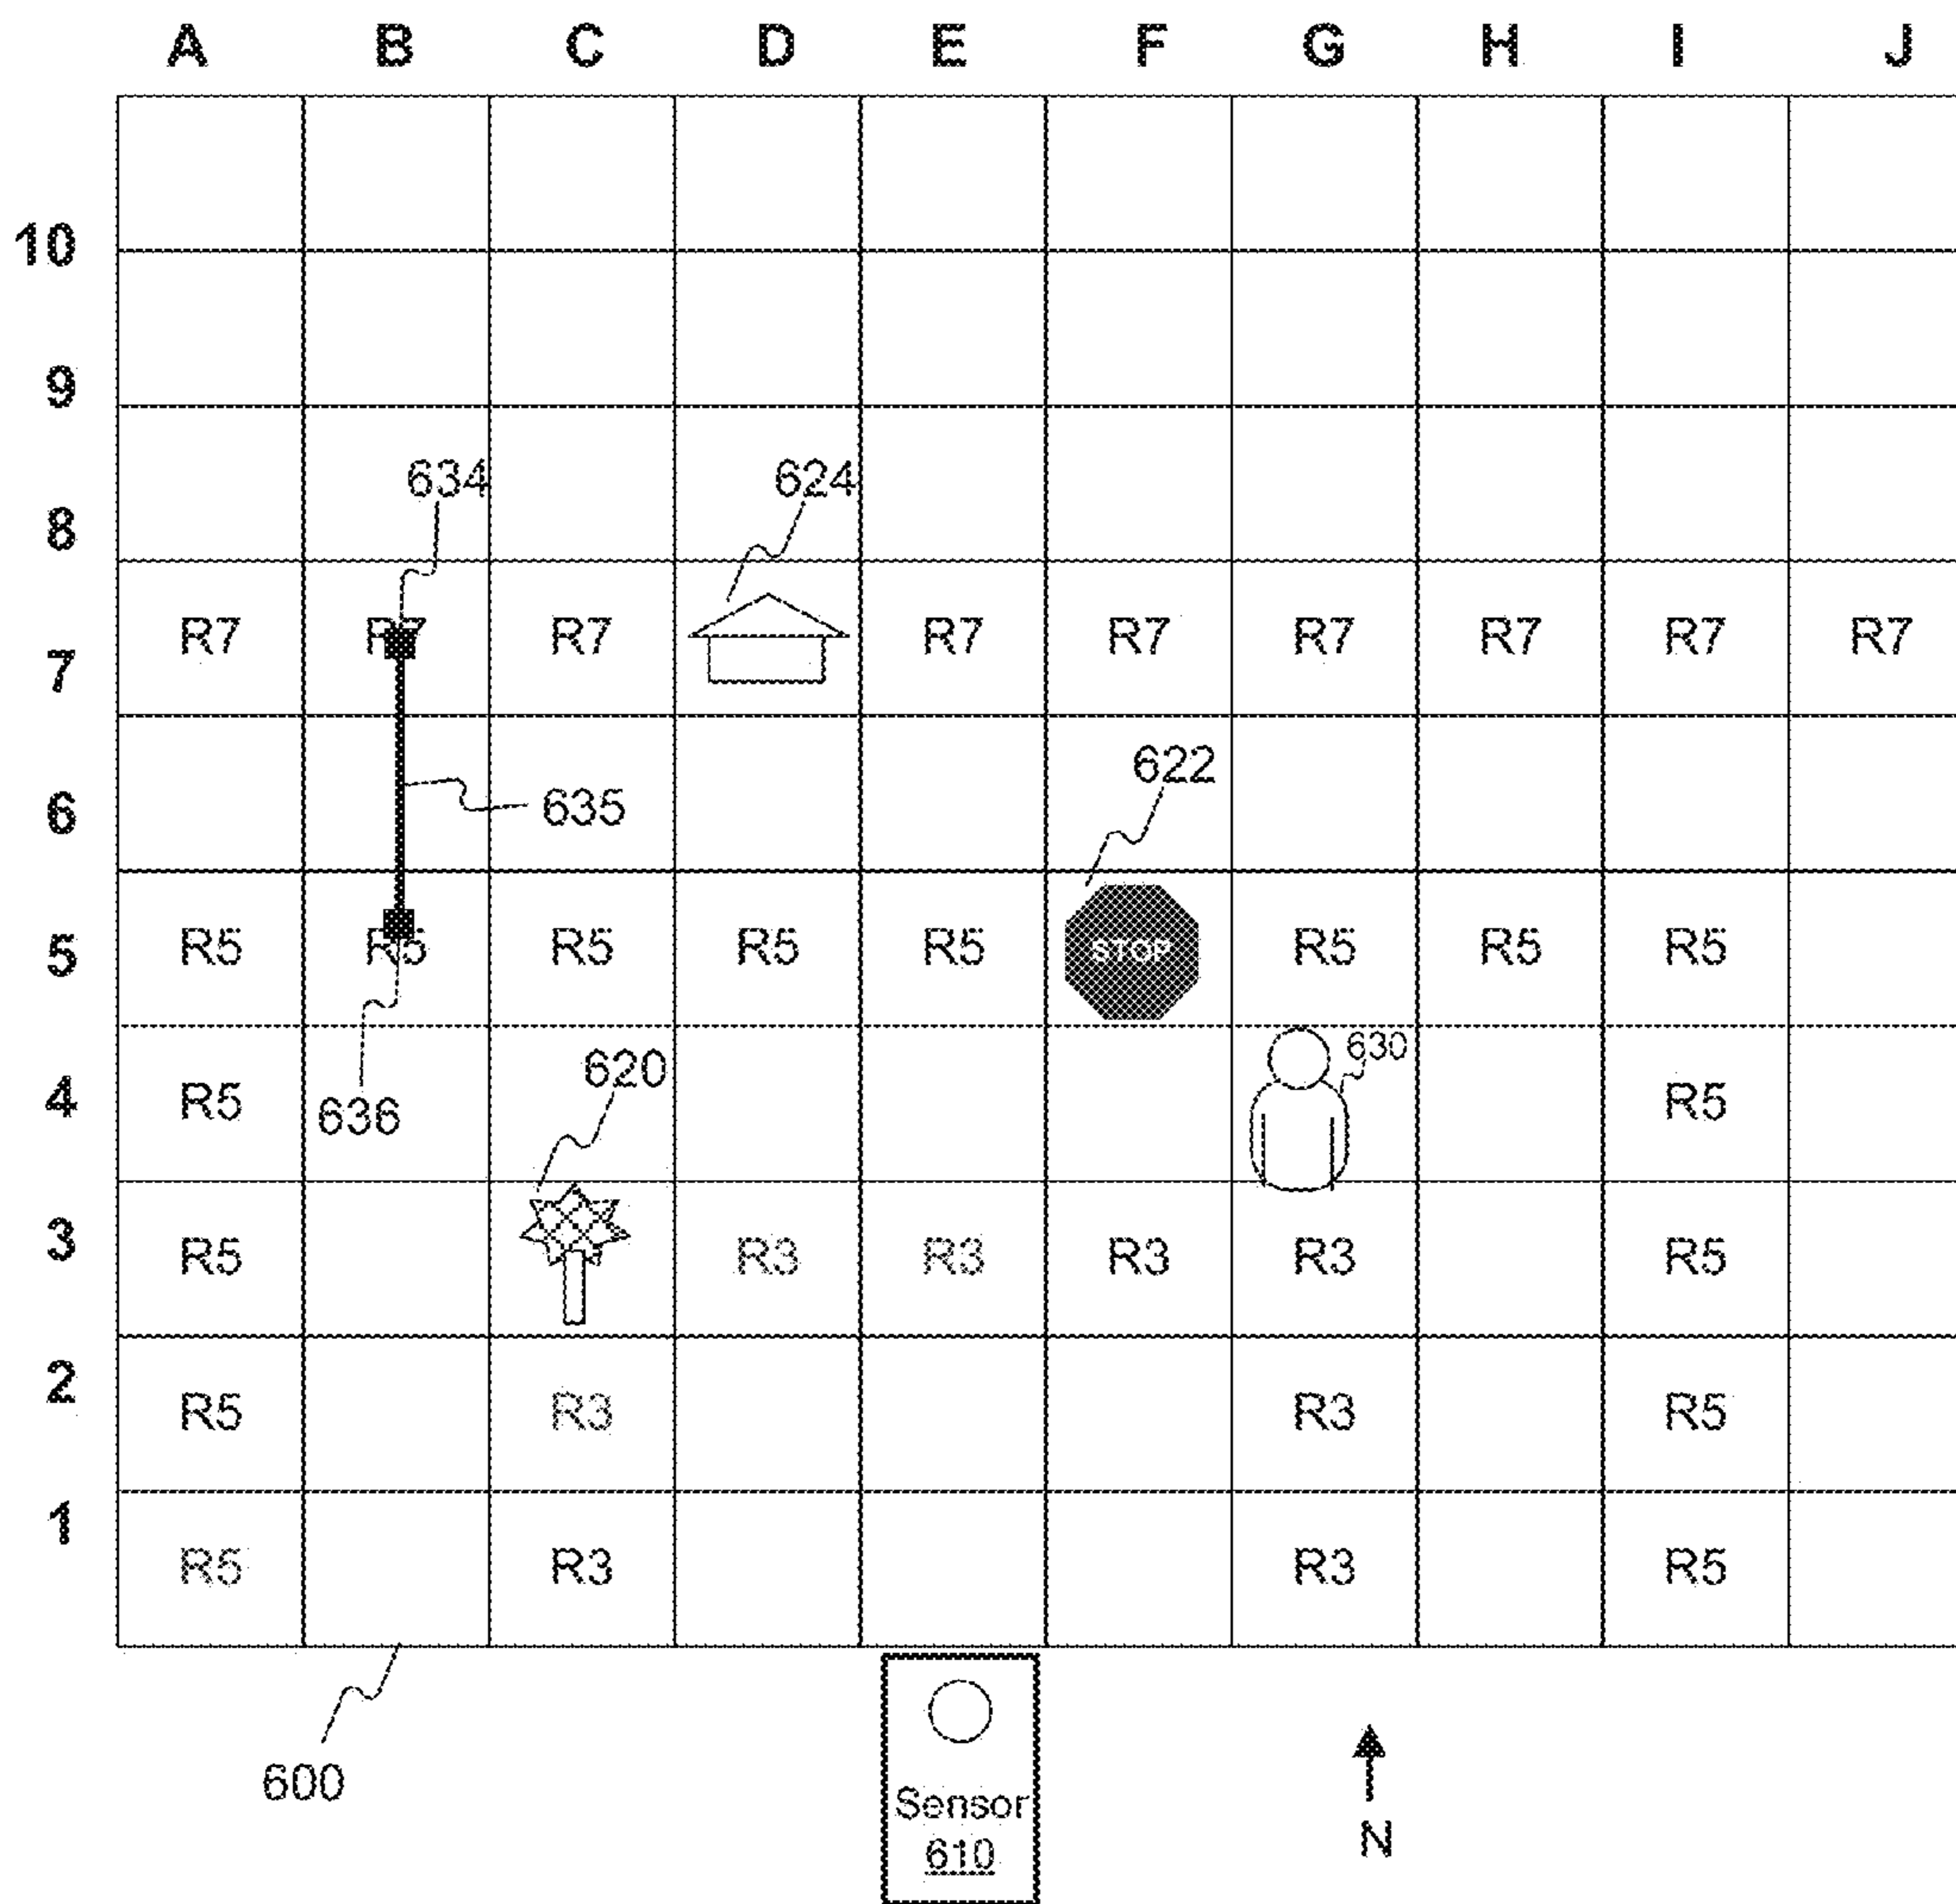 A B C D E F G H I J
10
9
634 624
8
R7 R7 R7 R7 R7 R7 R7 R7 R7
7
622
6 635
R5 R5 R5 R5 R5 STOP R5 R5 R5
5
630
620
4 R5 636 R5
3 R5 R3 R3 R3 R3 R5
2
R5 R3 R3 R5
1
R5 R3 R3 R5
600
Sensor
610
N